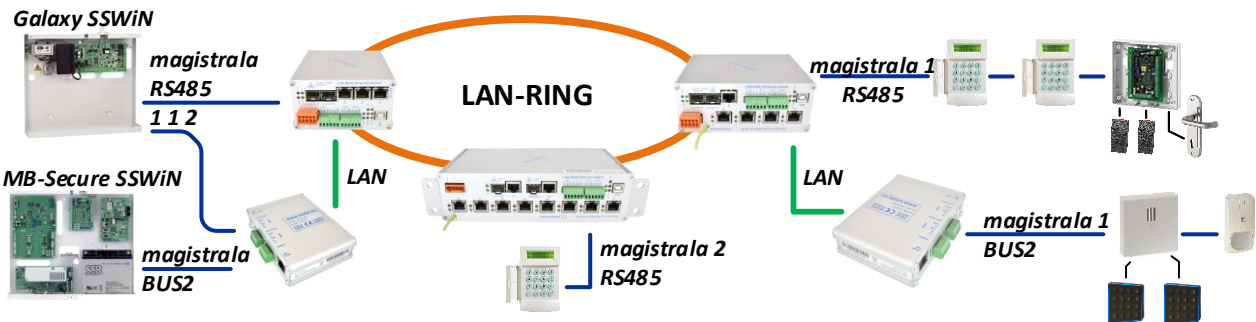 Galaxy SSWiN
magistrala
RS485
1 1 2
LAN-RING
magistrala 1
RS485
MB-Secure SSWiN
LAN
LAN
magistrala
BUS2
magistrala 2
RS485
magistrala 1
BUS2